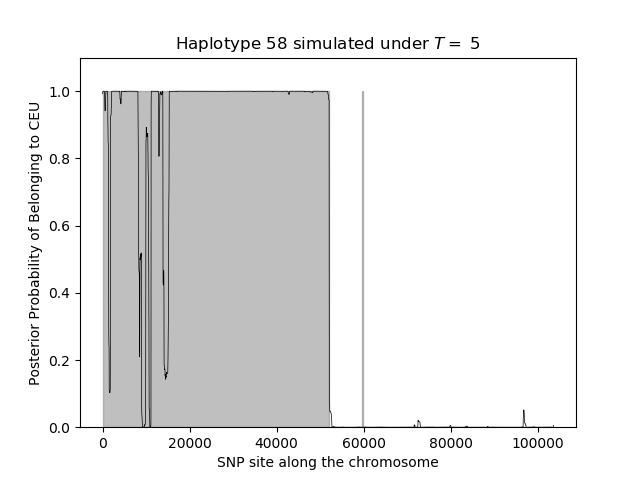 Haplotype 58 simulated under T = 5
Posterior Probability of Belonging to CEU
1.0
0.8
0.6
0.4
0.2
0.0
0 20000 40000 60000 80000 100000
SNP site along the chromosome